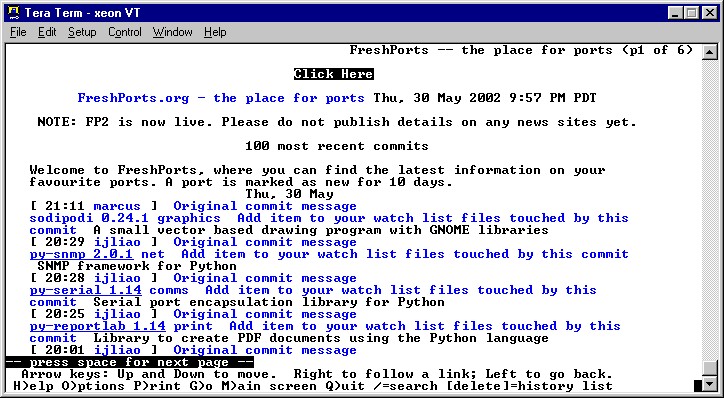 Tera Term - xeon VT
File Edit Setup Control Window Help
FreshPorts -- the place for ports (p1 of 6)
Click Here
FreshPorts.org - the place for ports Thu, 30 May 2002 9:57 PM PDT
NOTE: FP2 is now live. Please do not publish details on any news sites yet.
100 most recent commits
Welcome to FreshPorts, where you can find the latest information on your
favourite ports. A port is marked as new for 10 days.
Thu, 30 May
[ 21:11 marcus ] Original commit message
sodipodi 0.24.1 graphics Add item to your watch list files touched by this
commit A small vector based drawing program with GNOME libraries
[ 20:29 ijliao ] Original commit message
py-snmp 2.0.1 net Add item to your watch list files touched by this commit
SNMP framework for Python
[ 20:28 ijliao ] Original commit message
py-serial 1.14 comms Add item to your watch list files touched by this
commit Serial port encapsulation library for Python
[ 20:25 ijliao ] Original commit message
py-reportlab 1.14 print Add item to your watch list files touched by this
commit Library to create PDF documents using the Python language
[ 20:01 ijliao ] Original commit message
-- press space for next page --
Arrow keys: Up and Down to move. Right to follow a link; Left to go back.
H)elp O)ptions P)rint G)o M)ain screen Q)uit /=search [delete]=history list